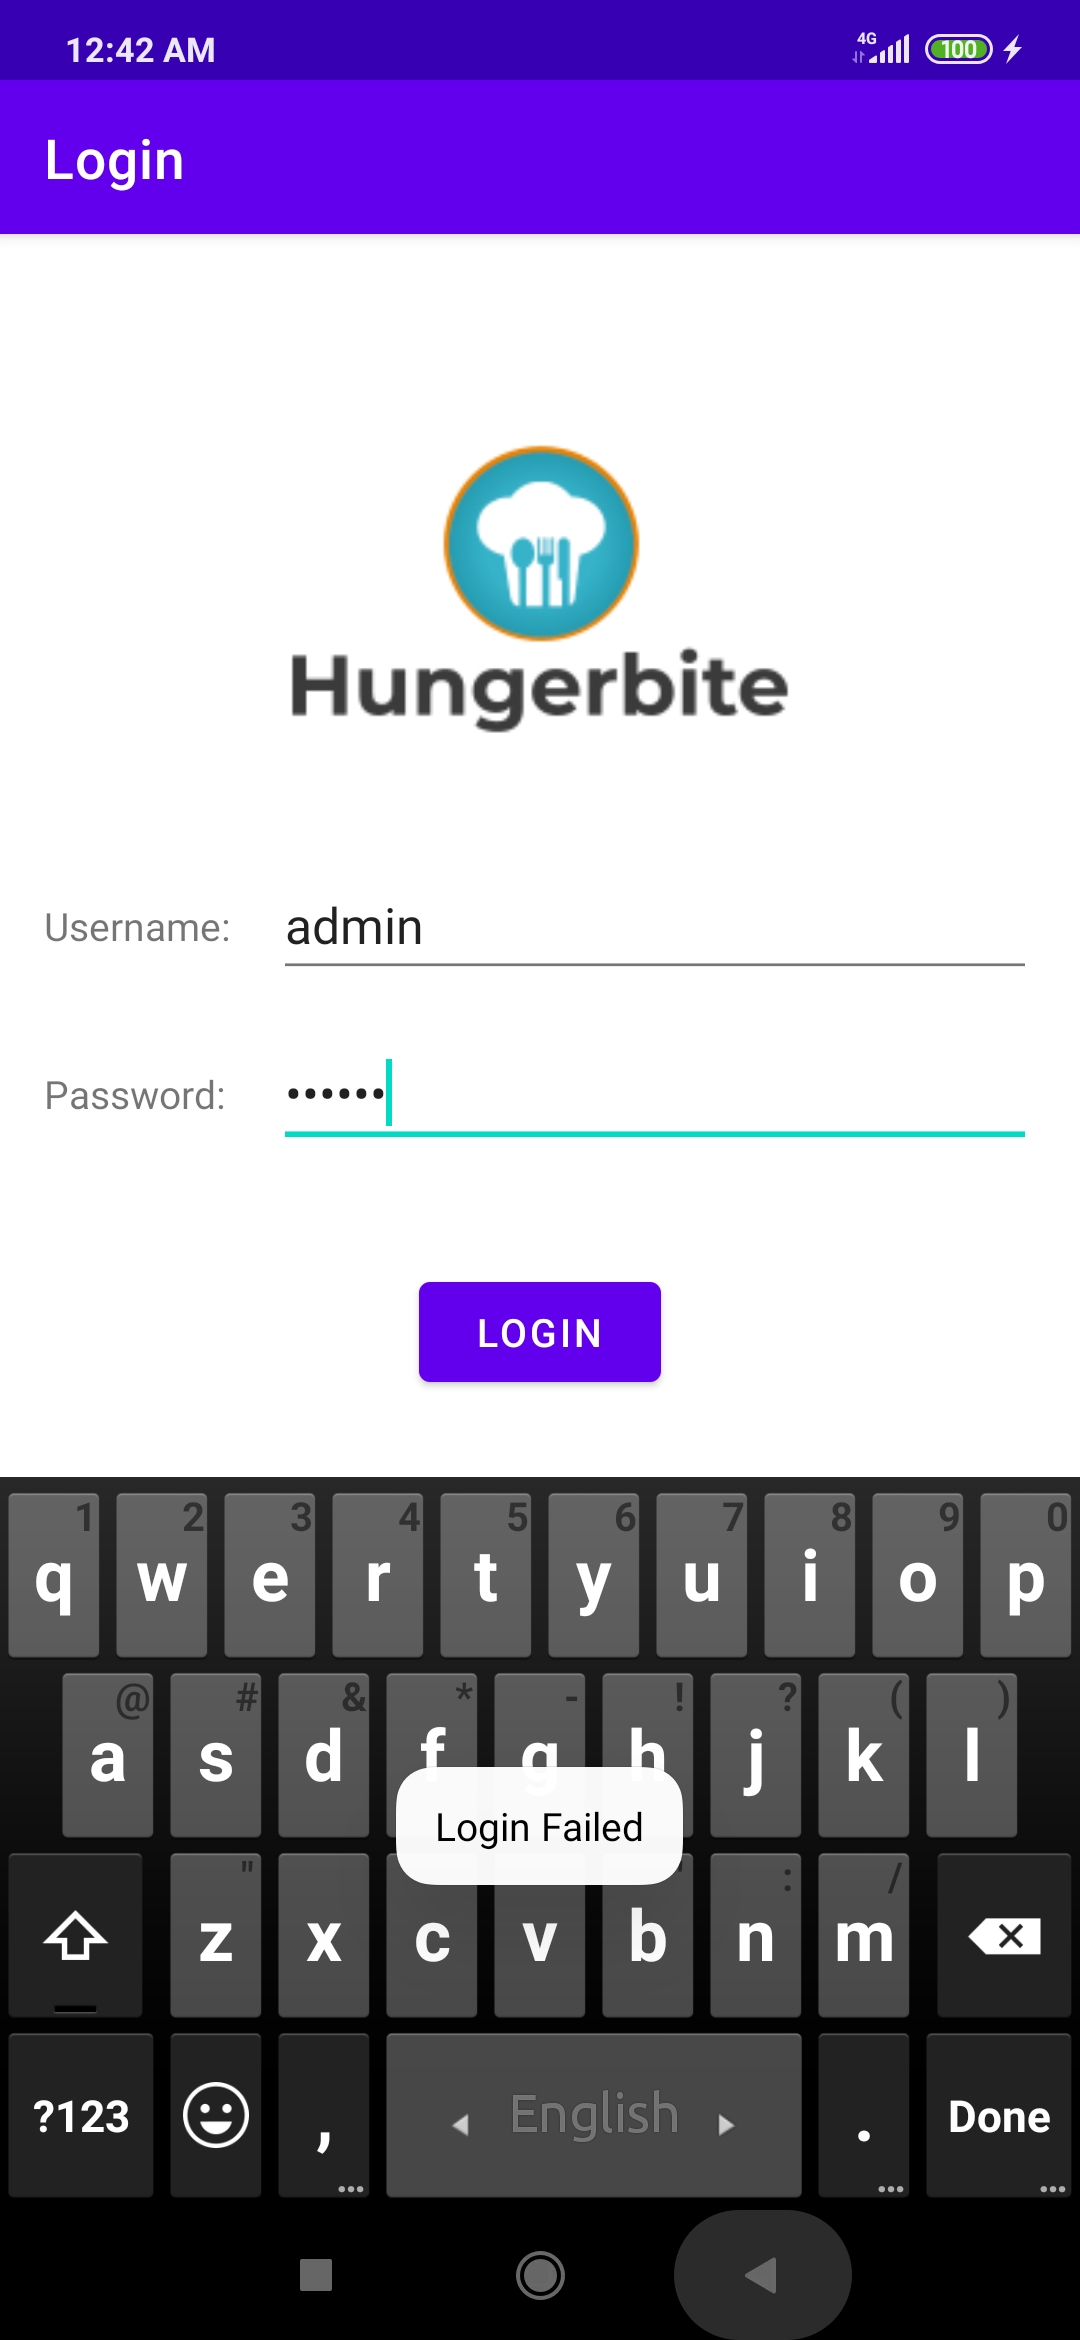 12:42 AM 4G 100
Login
Hungerbite
Username: admin
Password: ••••••
LOGIN
1 2 3 4 5 6 7 8 9 0
q w e r t y u i o p
@ # & * - ! ? ( )
a s d f g h j k l
Login Failed
" : /
z x c v b n m
?123 , English . Done